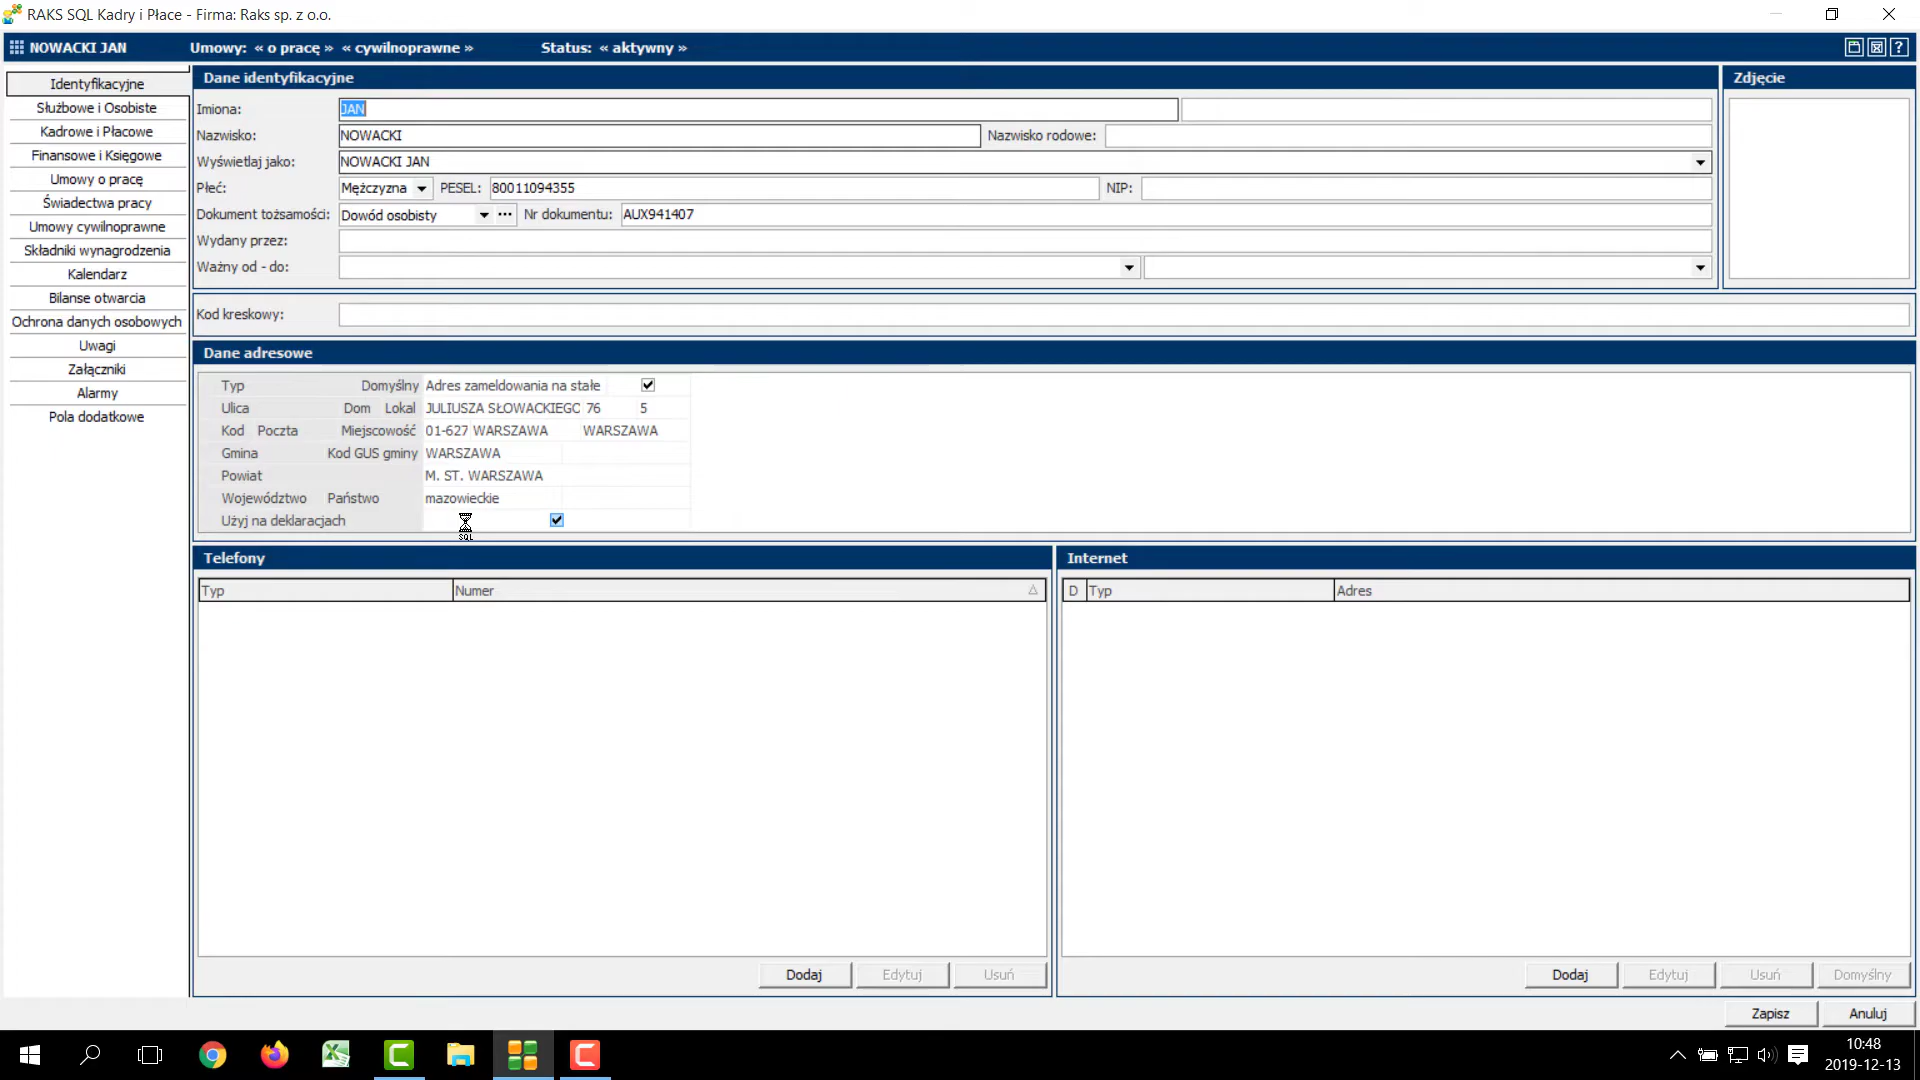 RAKS SQL Kadry i Płace - Firma: Raks sp. z o.o.
NOWACKI JAN Umowy: « o pracę » « cywilnoprawne » Status: « aktywny » ?
Identyfikacyjne
Służbowe i Osobiste
Kadrowe i Płacowe
Finansowe i Księgowe
Umowy o pracę
Świadectwa pracy
Umowy cywilnoprawne
Składniki wynagrodzenia
Kalendarz
Bilanse otwarcia
Ochrona danych osobowych
Uwagi
Załączniki
Alarmy
Pola dodatkowe
Dane identyfikacyjne
Imiona: JAN
Nazwisko: NOWACKI Nazwisko rodowe:
Wyświetlaj jako: NOWACKI JAN
Płeć: Mężczyzna PESEL: 80011094355 NIP:
Dokument tożsamości: Dowód osobisty ... Nr dokumentu: AUX941407
Wydany przez:
Ważny od - do:
Zdjęcie
Kod kreskowy:
Dane adresowe
Typ Domyślny Adres zameldowania na stałe
Ulica Dom Lokal JULIUSZA SŁOWACKIEGO 76 5
Kod Poczta Miejscowość 01-627 WARSZAWA WARSZAWA
Gmina Kod GUS gminy WARSZAWA
Powiat M. ST. WARSZAWA
Województwo Państwo mazowieckie
Użyj na deklaracjach
SQL
Telefony
Typ Numer
Dodaj Edytuj Usuń
Internet
D Typ Adres
Dodaj Edytuj Usuń Domyślny
Zapisz Anuluj
10:48
2019-12-13